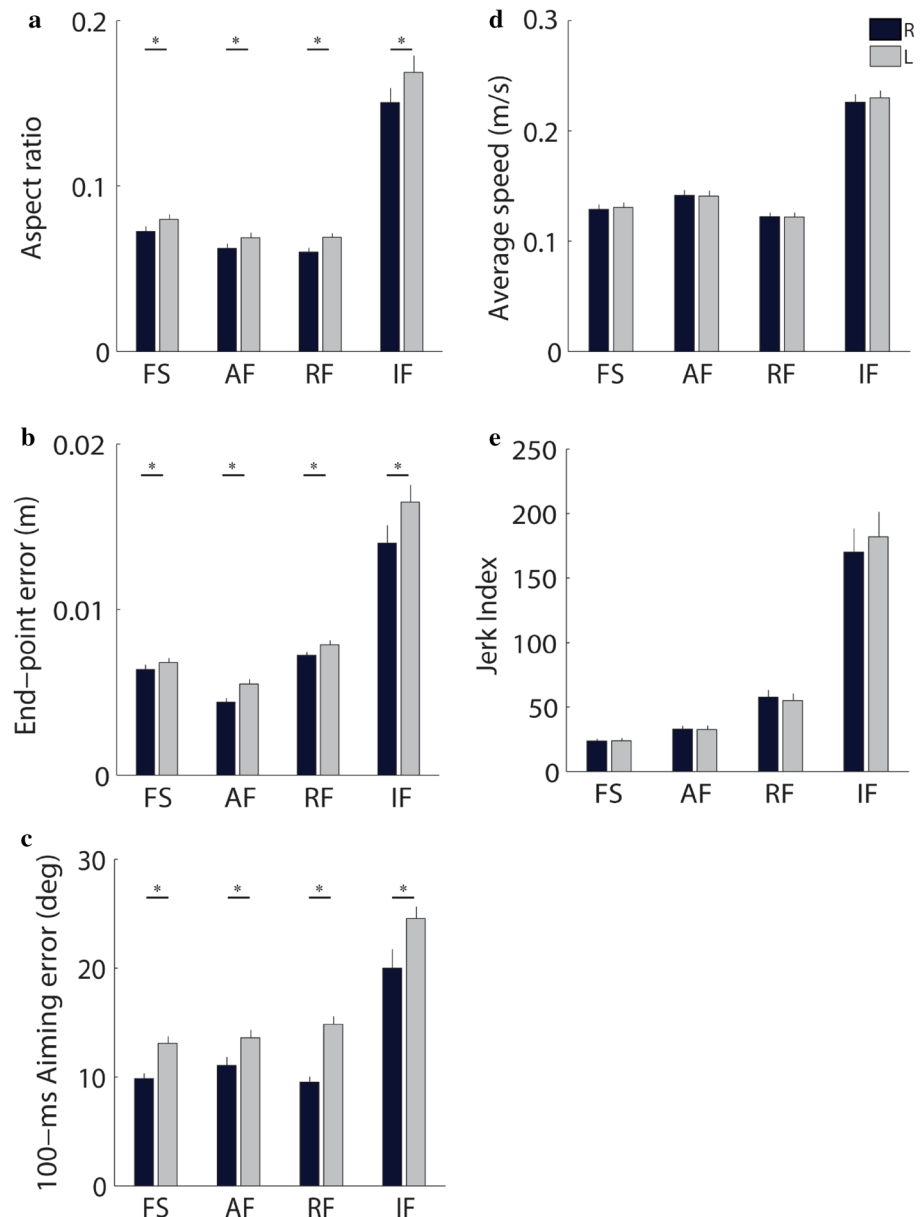 a
Aspect ratio
0.2
0.1
0
* * * *
FS AF RF IF
b
End−point error (m)
0.02
0.01
0
* * * *
FS AF RF IF
c
100−ms Aiming error (deg)
30
20
10
0
* * * *
FS AF RF IF
d
Average speed (m/s)
0.3
0.2
0.1
0
R
L
FS AF RF IF
e
Jerk Index
250
200
150
100
50
0
FS AF RF IF